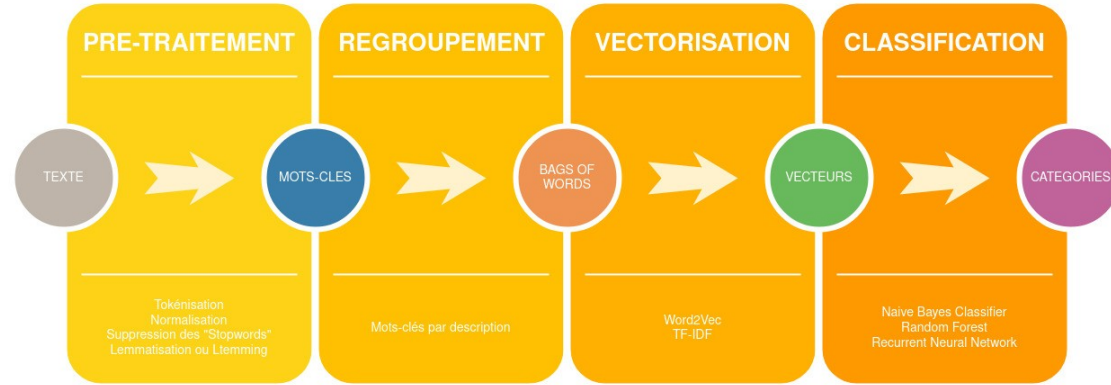 PRE-TRAITEMENT
REGROUPEMENT
VECTORISATION
CLASSIFICATION
TEXTE
MOTS-CLES
BAGS OF
WORDS
VECTEURS
CATEGORIES
Tokénisation
Normalisation
Suppression des "Stopwords"
Lemmatisation ou Ltemming
Mots-clés par description
Word2Vec
TF-IDF
Naive Bayes Classifier
Random Forest
Recurrent Neural Network